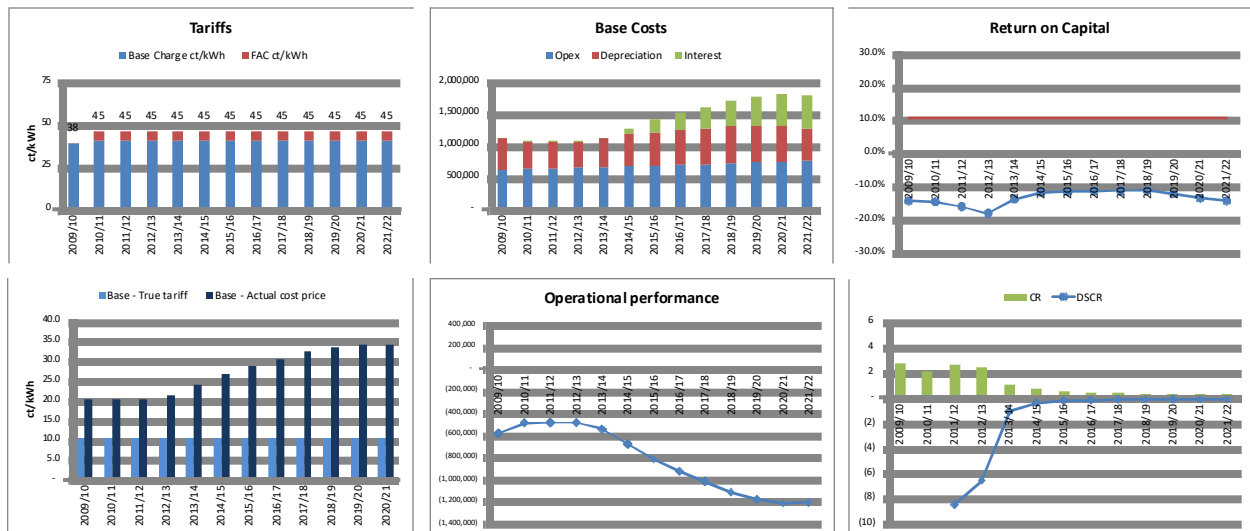 Tariffs
Base Charge ct/kWh FAC ct/kWh
75
50
25
0
ct/kWh
38 45 45 45 45 45 45 45 45 45 45 45 45
2009/10 2010/11 2011/12 2012/13 2013/14 2014/15 2015/16 2016/17 2017/18 2018/19 2019/20 2020/21 2021/22
Base Costs
Opex Depreciation Interest
2,000,000
1,500,000
1,000,000
500,000
-
2009/10 2010/11 2011/12 2012/13 2013/14 2014/15 2015/16 2016/17 2017/18 2018/19 2019/20 2020/21 2021/22
Return on Capital
30.0%
20.0%
10.0%
0.0%
-10.0%
-20.0%
-30.0%
2009/10 2010/11 2011/12 2012/13 2013/14 2014/15 2015/16 2016/17 2017/18 2018/19 2019/20 2020/21 2021/22
Base - True tariff Base - Actual cost price
40.0
35.0
30.0
25.0
20.0
15.0
10.0
5.0
-
ct/kWh
2009/10 2010/11 2011/12 2012/13 2013/14 2014/15 2015/16 2016/17 2017/18 2018/19 2019/20 2020/21
Operational performance
400,000
200,000
-
(200,000)
(400,000)
(600,000)
(800,000)
(1,000,000)
(1,200,000)
(1,400,000)
2009/10 2010/11 2011/12 2012/13 2013/14 2014/15 2015/16 2016/17 2017/18 2018/19 2019/20 2020/21 2021/22
CR DSCR
6
4
2
-
(2)
(4)
(6)
(8)
(10)
2009/10 2010/11 2011/12 2012/13 2013/14 2014/15 2015/16 2016/17 2017/18 2018/19 2019/20 2020/21 2021/22